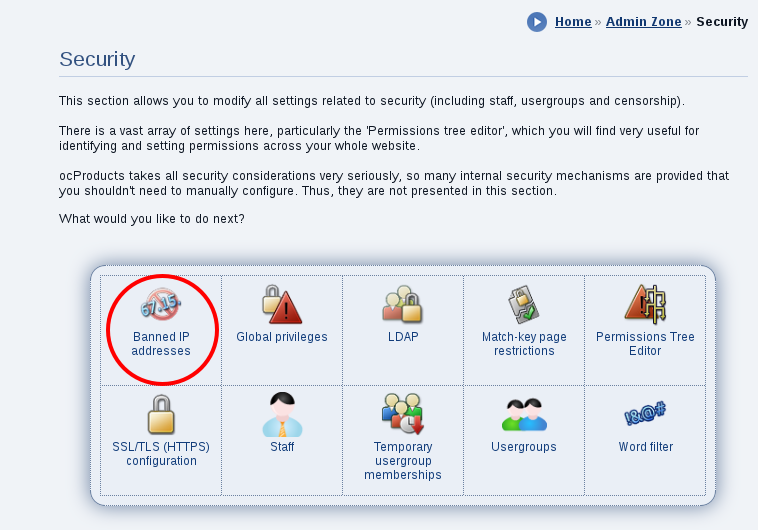 Home » Admin Zone » Security
Security
This section allows you to modify all settings related to security (including staff, usergroups and censorship).
There is a vast array of settings here, particularly the 'Permissions tree editor', which you will find very useful for
identifying and setting permissions across your whole website.
ocProducts takes all security considerations very seriously, so many internal security mechanisms are provided that
you shouldn't need to manually configure. Thus, they are not presented in this section.
What would you like to do next?
67.15.
Banned IP
addresses
Global privileges
LDAP
Match-key page
restrictions
Permissions Tree
Editor
SSL/TLS (HTTPS)
configuration
Staff
Temporary
usergroup
memberships
Usergroups
!&@#
Word filter